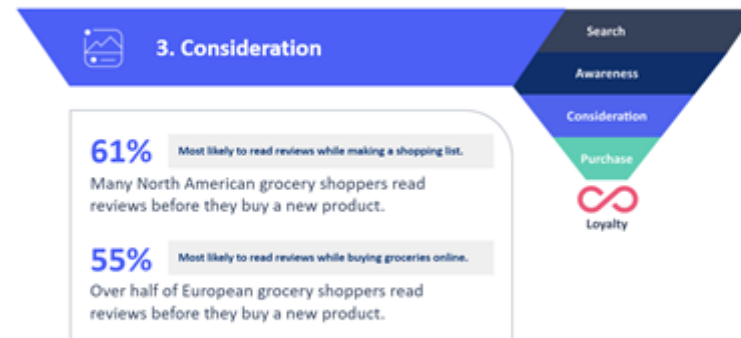 3. Consideration
Search
Awareness
Consideration
Purchase
Loyalty
61%
Most likely to read reviews while making a shopping list.
Many North American grocery shoppers read
reviews before they buy a new product.
55%
Most likely to read reviews while buying groceries online.
Over half of European grocery shoppers read
reviews before they buy a new product.